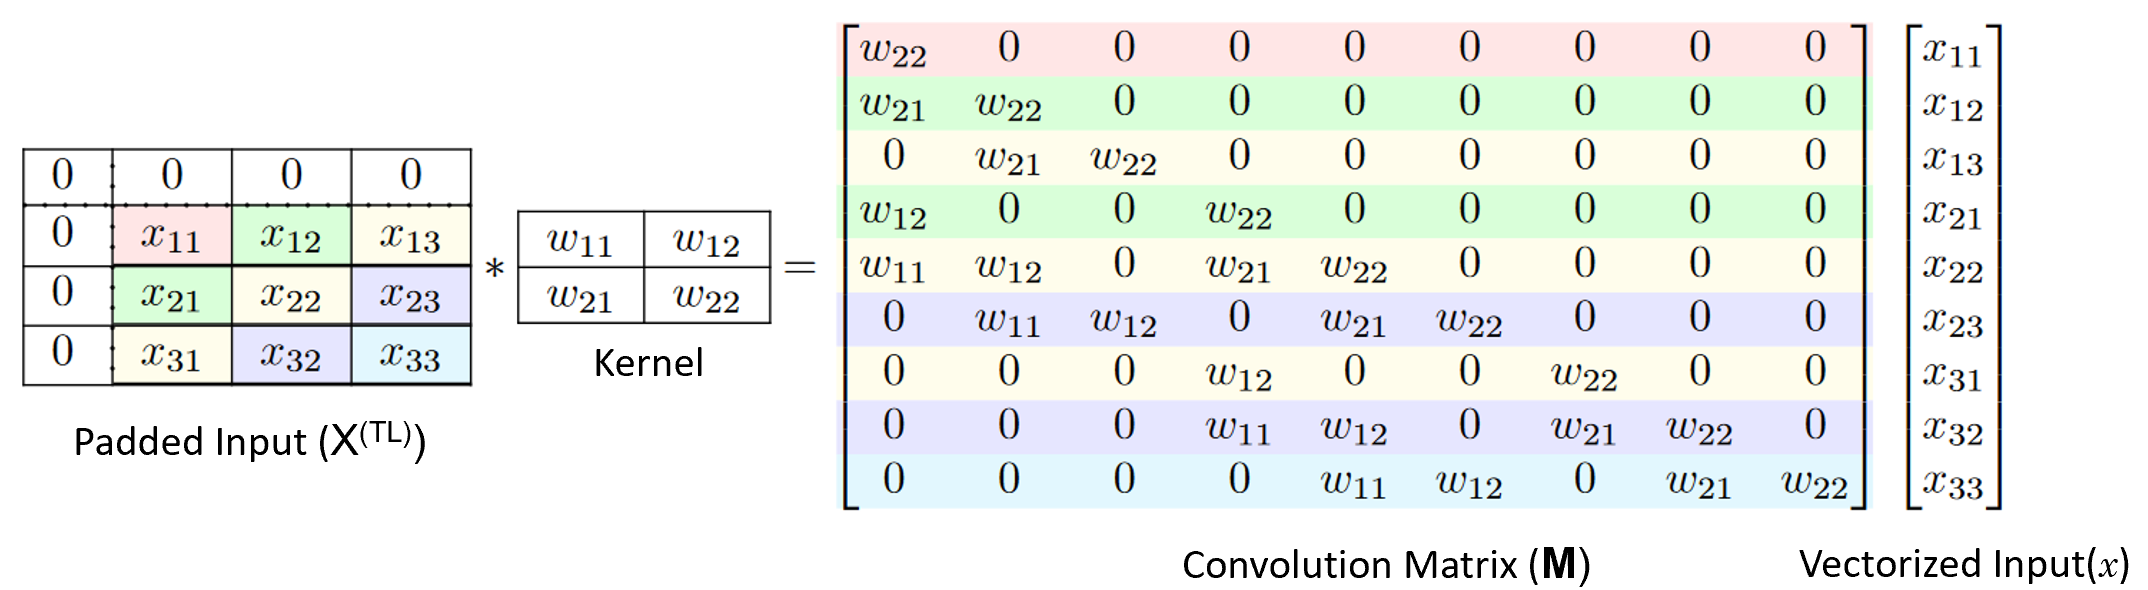 0 0 0 0
0 x11 x12 x13
0 x21 x22 x23
0 x31 x32 x33
Padded Input (X(TL))
*
w11 w12
w21 w22
Kernel
=
w22 0 0 0 0 0 0 0 0
w21 w22 0 0 0 0 0 0 0
0 w21 w22 0 0 0 0 0 0
w12 0 0 w22 0 0 0 0 0
w11 w12 0 w21 w22 0 0 0 0
0 w11 w12 0 w21 w22 0 0 0
0 0 0 w12 0 0 w22 0 0
0 0 0 w11 w12 0 w21 w22 0
0 0 0 0 w11 w12 0 w21 w22
Convolution Matrix (M)
x11
x12
x13
x21
x22
x23
x31
x32
x33
Vectorized Input(x)